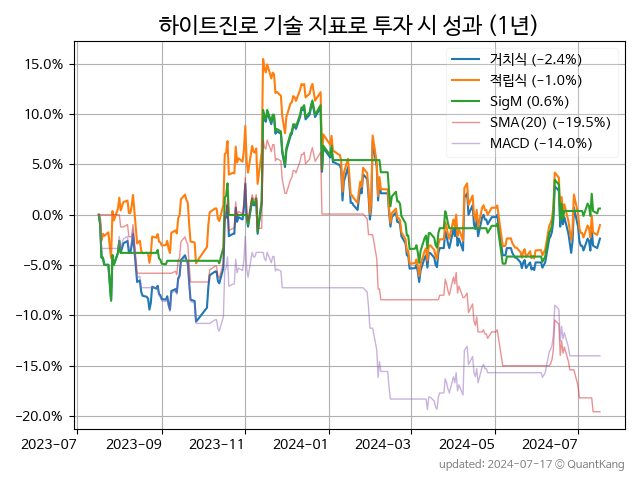 하이트진로 기술 지표로 투자 시 성과 (1년)
거치식 (−2.4%)
적립식 (−1.0%)
SigM (0.6%)
SMA(20) (−19.5%)
MACD (−14.0%)
15.0%
10.0%
5.0%
0.0%
−5.0%
−10.0%
−15.0%
−20.0%
2023-07 2023-09 2023-11 2024-01 2024-03 2024-05 2024-07
updated: 2024-07-17 © QuantKang